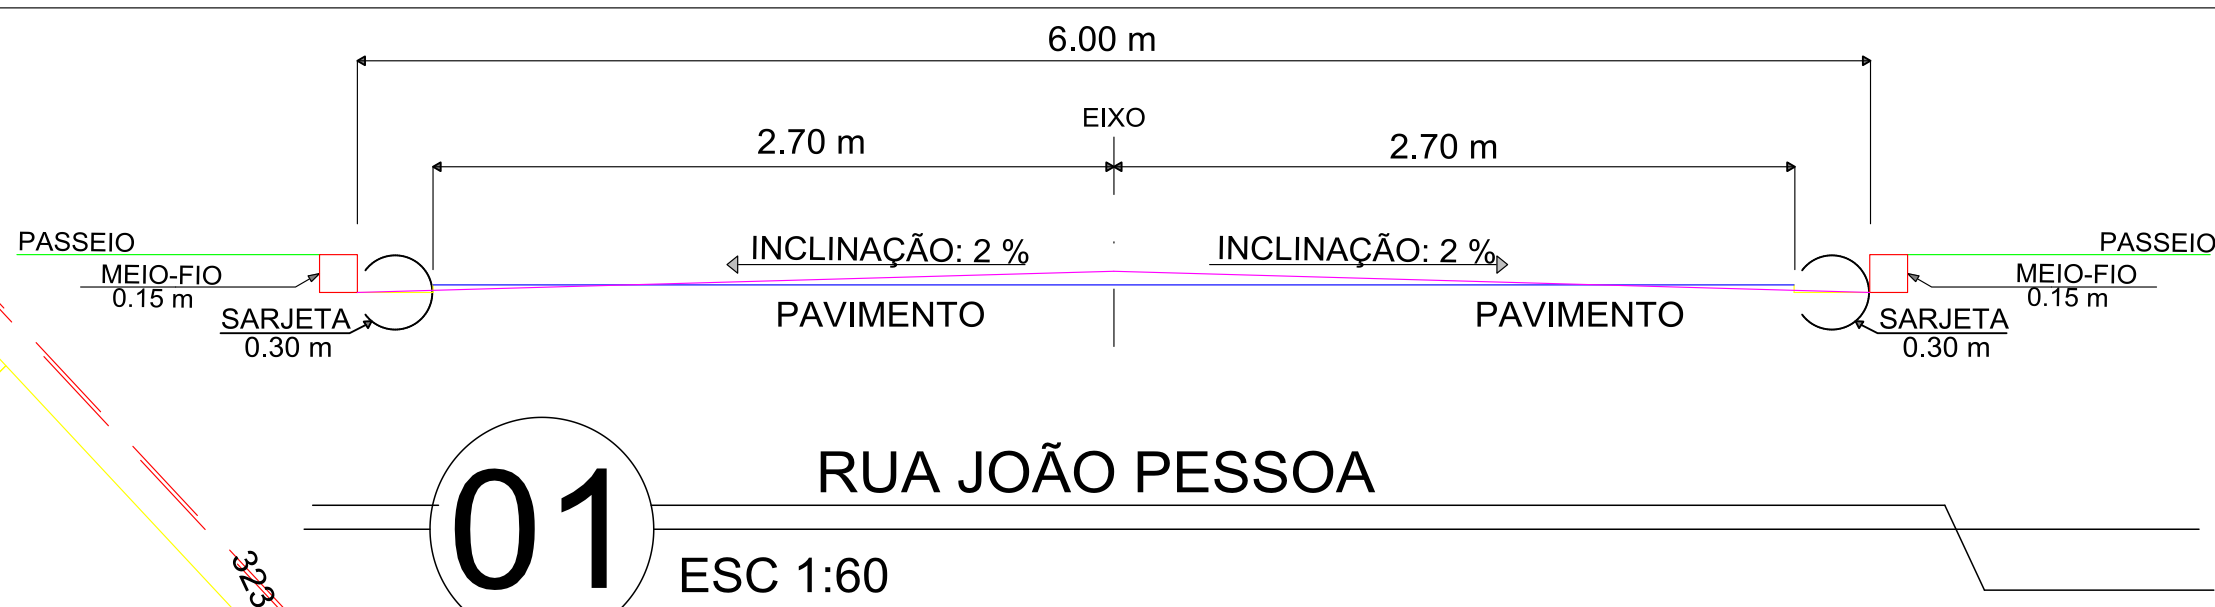 6.00 m
EIXO
2.70 m
2.70 m
PASSEIO
INCLINAÇÃO: 2 %
INCLINAÇÃO: 2 %
PASSEIO
MEIO-FIO
0.15 m
MEIO-FIO
0.15 m
SARJETA
0.30 m
PAVIMENTO
PAVIMENTO
SARJETA
0.30 m
01
RUA JOÃO PESSOA
ESC 1:60
323